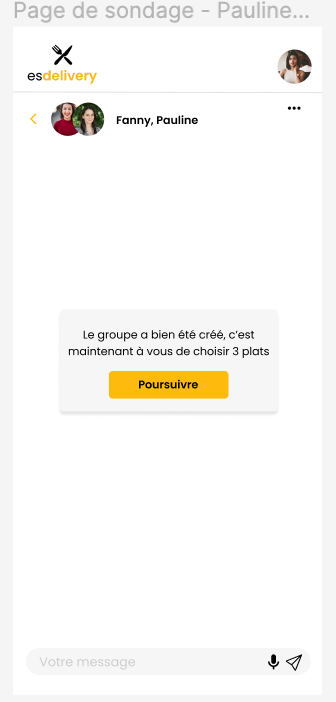 Page de sondage - Pauline...
esdelivery
Fanny, Pauline
Le groupe a bien été créé, c’est
maintenant à vous de choisir 3 plats
Poursuivre
Votre message